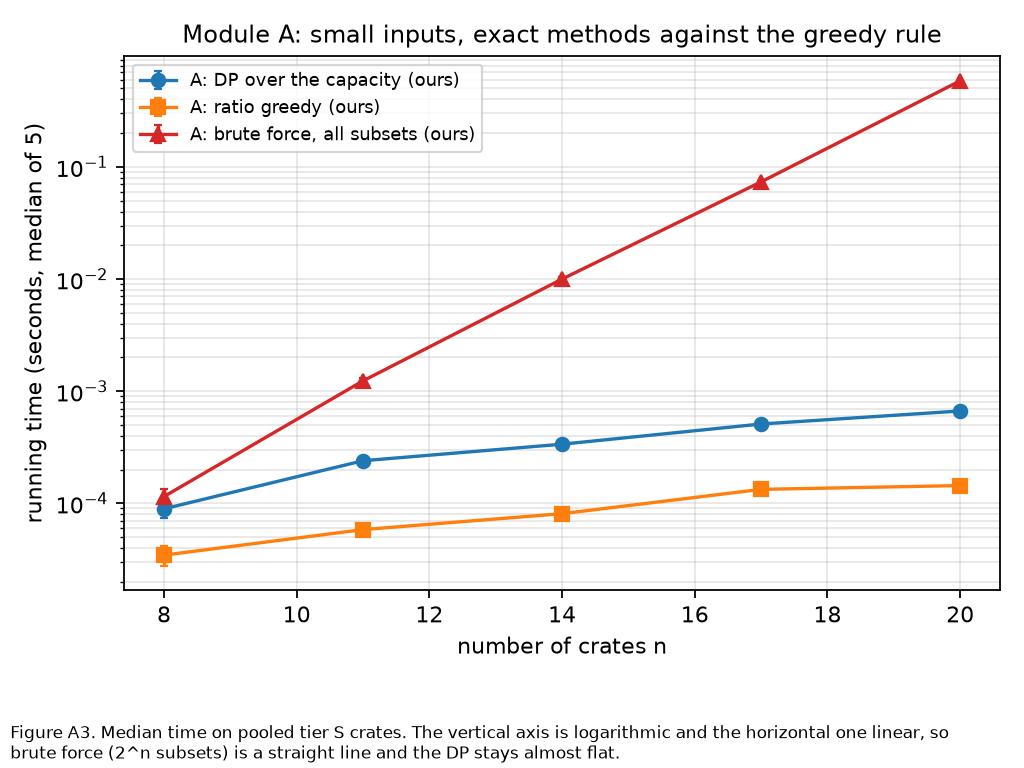 Module A: small inputs, exact methods against the greedy rule
A: DP over the capacity (ours)
A: ratio greedy (ours)
A: brute force, all subsets (ours)
running time (seconds, median of 5)
10⁻¹
10⁻²
10⁻³
10⁻⁴
8 10 12 14 16 18 20
number of crates n
Figure A3. Median time on pooled tier S crates. The vertical axis is logarithmic and the horizontal one linear, so
brute force (2^n subsets) is a straight line and the DP stays almost flat.